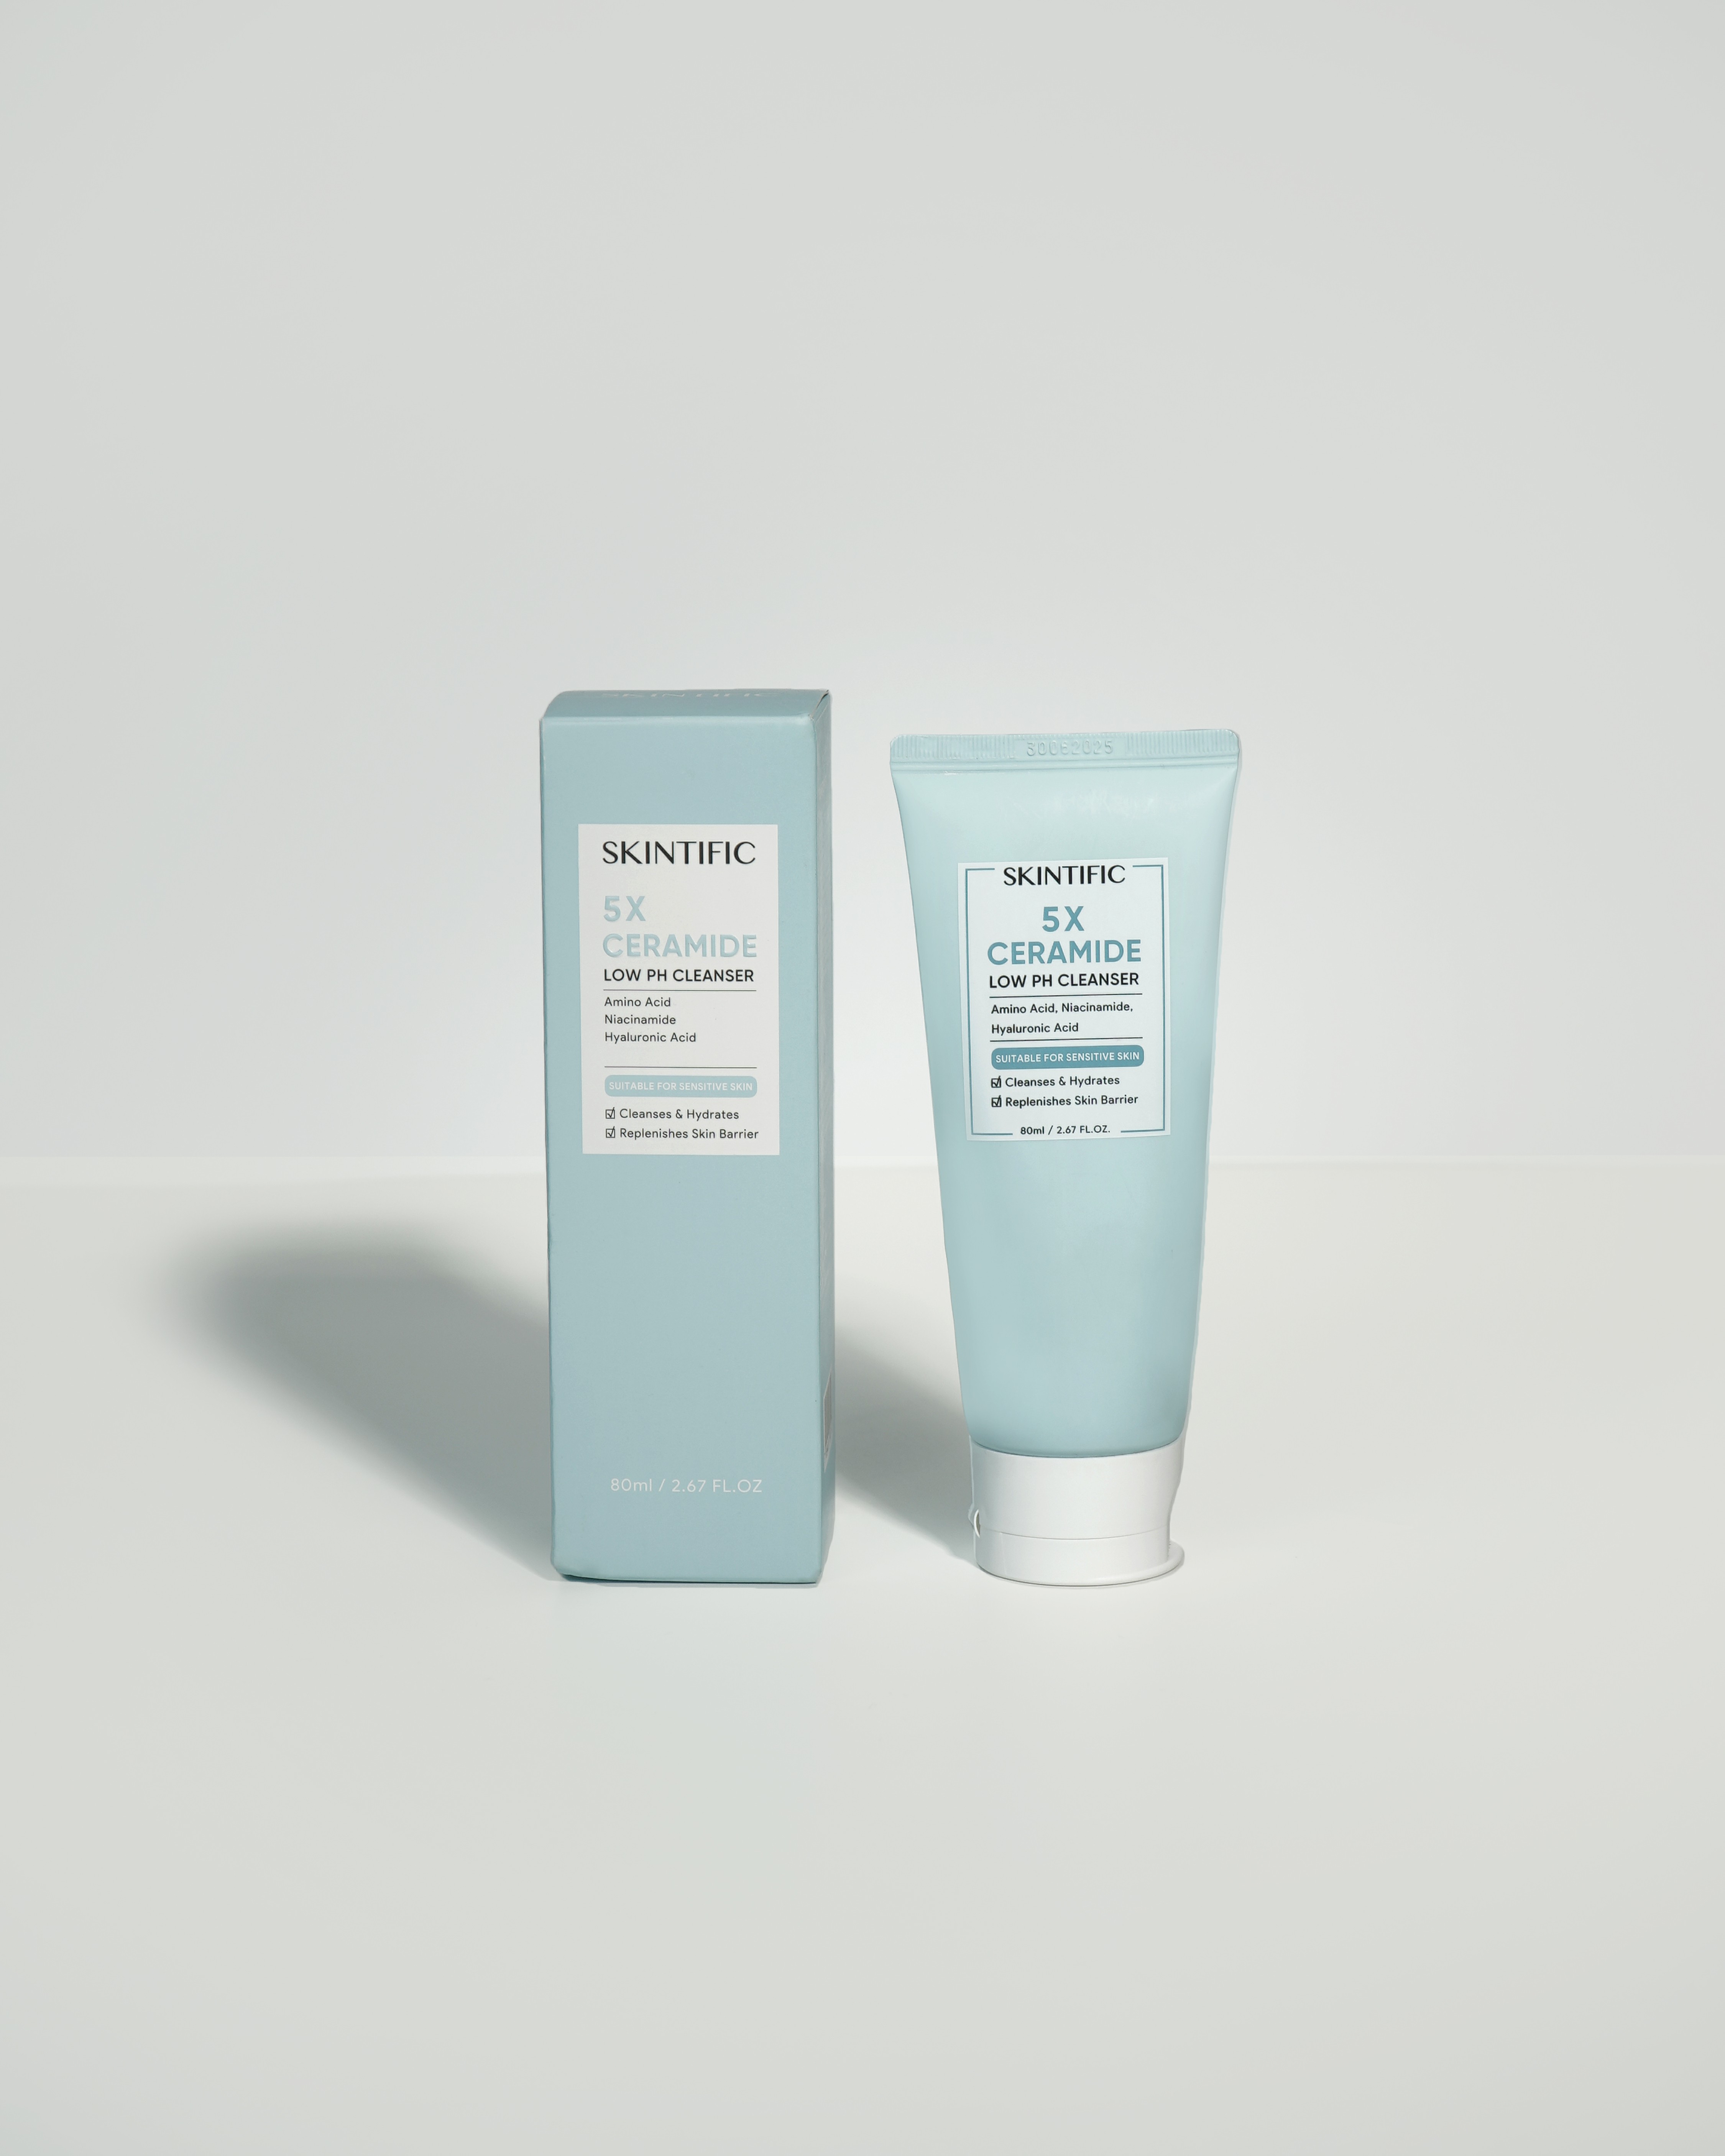 SKINTIFIC
SKINTIFIC
5X
CERAMIDE
LOW PH CLEANSER
Amino Acid
Niacinamide
Hyaluronic Acid
SUITABLE FOR SENSITIVE SKIN
☑ Cleanses & Hydrates
☑ Replenishes Skin Barrier
80ml / 2.67 FL.OZ
30062025
SKINTIFIC
5X
CERAMIDE
LOW PH CLEANSER
Amino Acid, Niacinamide,
Hyaluronic Acid
SUITABLE FOR SENSITIVE SKIN
☑ Cleanses & Hydrates
☑ Replenishes Skin Barrier
80ml / 2.67 FL.OZ.